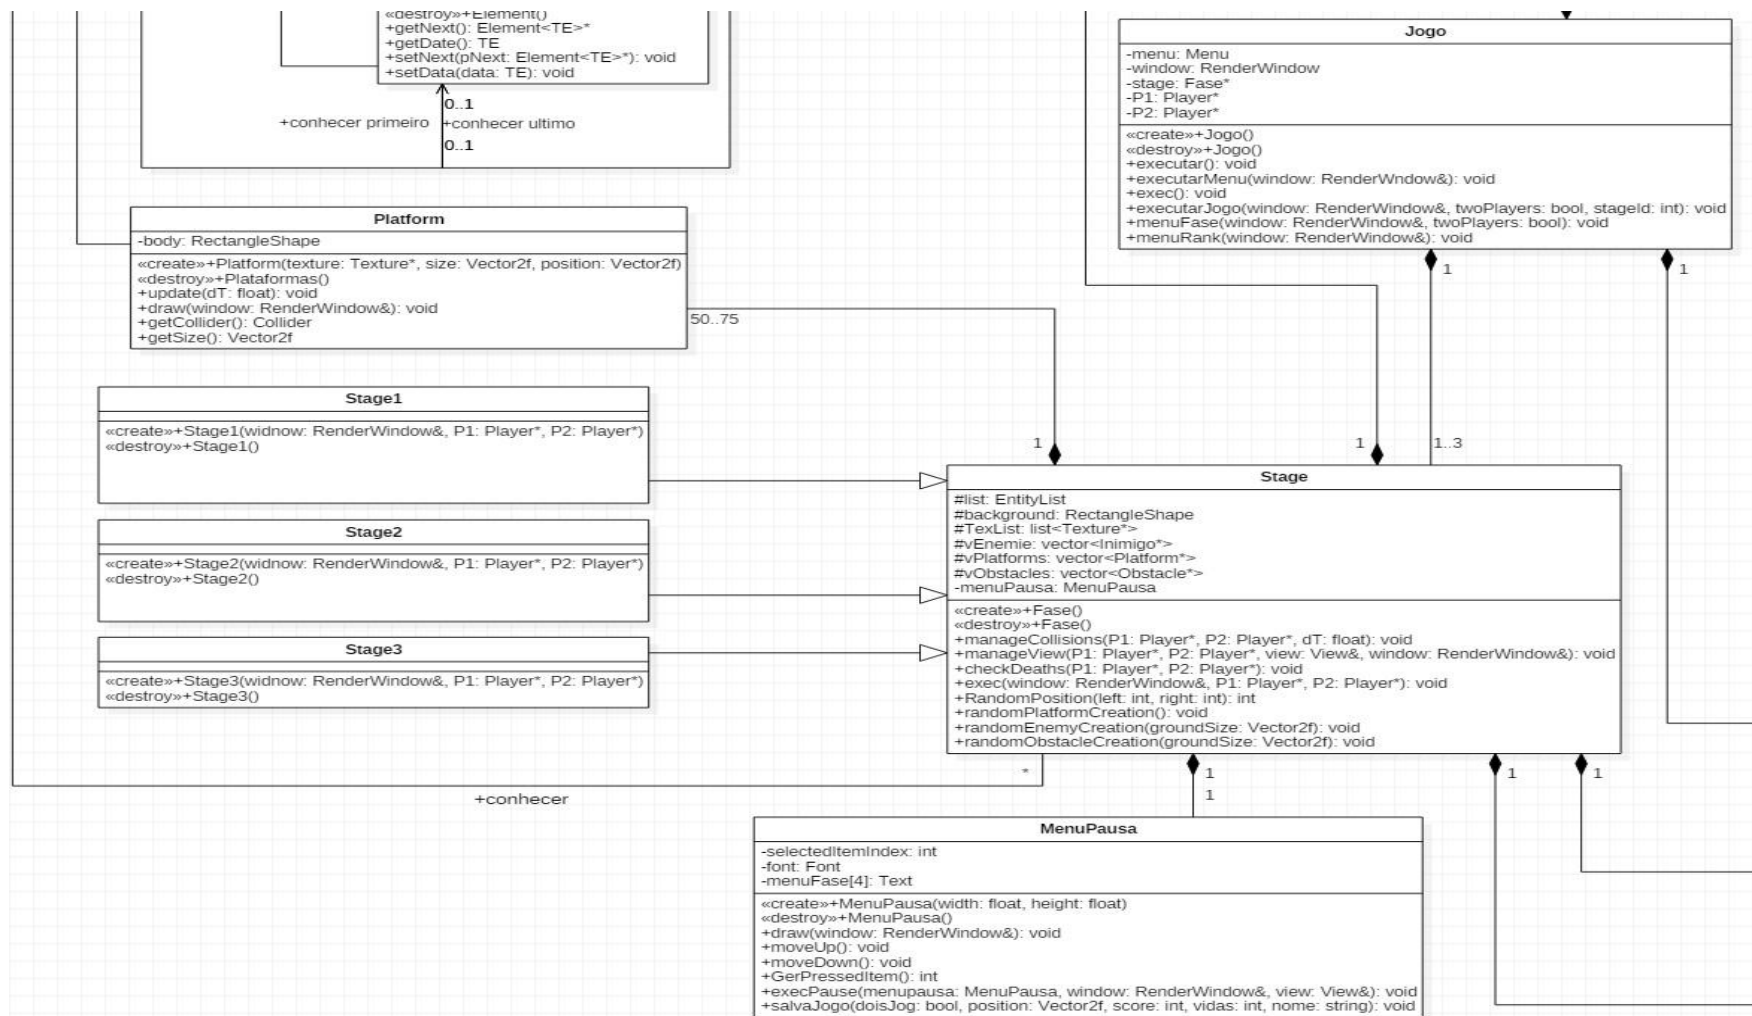 «destroy»+Element()
+getNext(): Element<TE>*
+getDate(): TE
+setNext(pNext: Element<TE>*): void
+setData(data: TE): void
0..1
+conhecer primeiro
+conhecer ultimo
0..1
Jogo
-menu: Menu
-window: RenderWindow
-stage: Fase*
-P1: Player*
-P2: Player*
«create»+Jogo()
«destroy»+Jogo()
+executar(): void
+executarMenu(window: RenderWndow&): void
+exec(): void
+executarJogo(window: RenderWindow&, twoPlayers: bool, stageId: int): void
+menuFase(window: RenderWindow&, twoPlayers: bool): void
+menuRank(window: RenderWindow&): void
1
1
Platform
-body: RectangleShape
«create»+Platform(texture: Texture*, size: Vector2f, position: Vector2f)
«destroy»+Plataformas()
+update(dT: float): void
+draw(window: RenderWindow&): void
+getCollider(): Collider
+getSize(): Vector2f
50..75
Stage1
«create»+Stage1(widnow: RenderWindow&, P1: Player*, P2: Player*)
«destroy»+Stage1()
Stage2
«create»+Stage2(widnow: RenderWindow&, P1: Player*, P2: Player*)
«destroy»+Stage2()
Stage3
«create»+Stage3(widnow: RenderWindow&, P1: Player*, P2: Player*)
«destroy»+Stage3()
1
1
1..3
Stage
#list: EntityList
#background: RectangleShape
#TexList: list<Texture*>
#vEnemie: vector<Inimigo*>
#vPlatforms: vector<Platform*>
#vObstacles: vector<Obstacle*>
-menuPausa: MenuPausa
«create»+Fase()
«destroy»+Fase()
+manageCollisions(P1: Player*, P2: Player*, dT: float): void
+manageView(P1: Player*, P2: Player*, view: View&, window: RenderWindow&): void
+checkDeaths(P1: Player*, P2: Player*): void
+exec(window: RenderWindow&, P1: Player*, P2: Player*): void
+RandomPosition(left: int, right: int): int
+randomPlatformCreation(): void
+randomEnemyCreation(groundSize: Vector2f): void
+randomObstacleCreation(groundSize: Vector2f): void
*
1
1
1
1
+conhecer
MenuPausa
-selectedItemIndex: int
-font: Font
-menuFase[4]: Text
«create»+MenuPausa(width: float, height: float)
«destroy»+MenuPausa()
+draw(window: RenderWindow&): void
+moveUp(): void
+moveDown(): void
+GerPressedItem(): int
+execPause(menupausa: MenuPausa, window: RenderWindow&, view: View&): void
+salvaJogo(doisJog: bool, position: Vector2f, score: int, vidas: int, nome: string): void